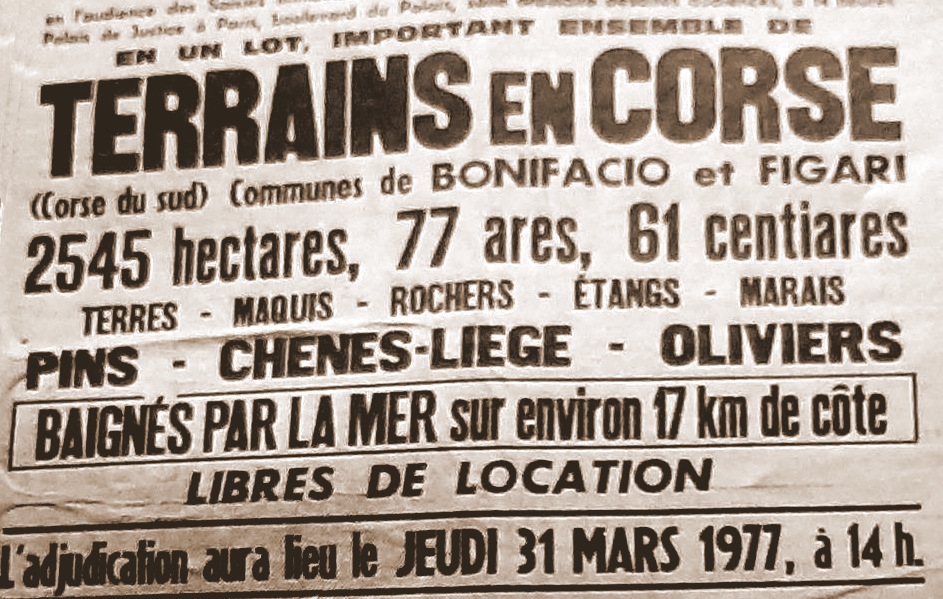 en l'audience des
Palais de Justice à Paris, boulevard du Palais,
EN UN LOT, IMPORTANT ENSEMBLE DE
TERRAINS EN CORSE
(Corse du sud) Communes de BONIFACIO et FIGARI
2545 hectares, 77 ares, 61 centiares
TERRES - MAQUIS - ROCHERS - ÉTANGS - MARAIS
PINS - CHENES-LIEGE - OLIVIERS
BAIGNÉS PAR LA MER sur environ 17 km de côte
LIBRES DE LOCATION
L'adjudication aura lieu le JEUDI 31 MARS 1977, à 14 h.